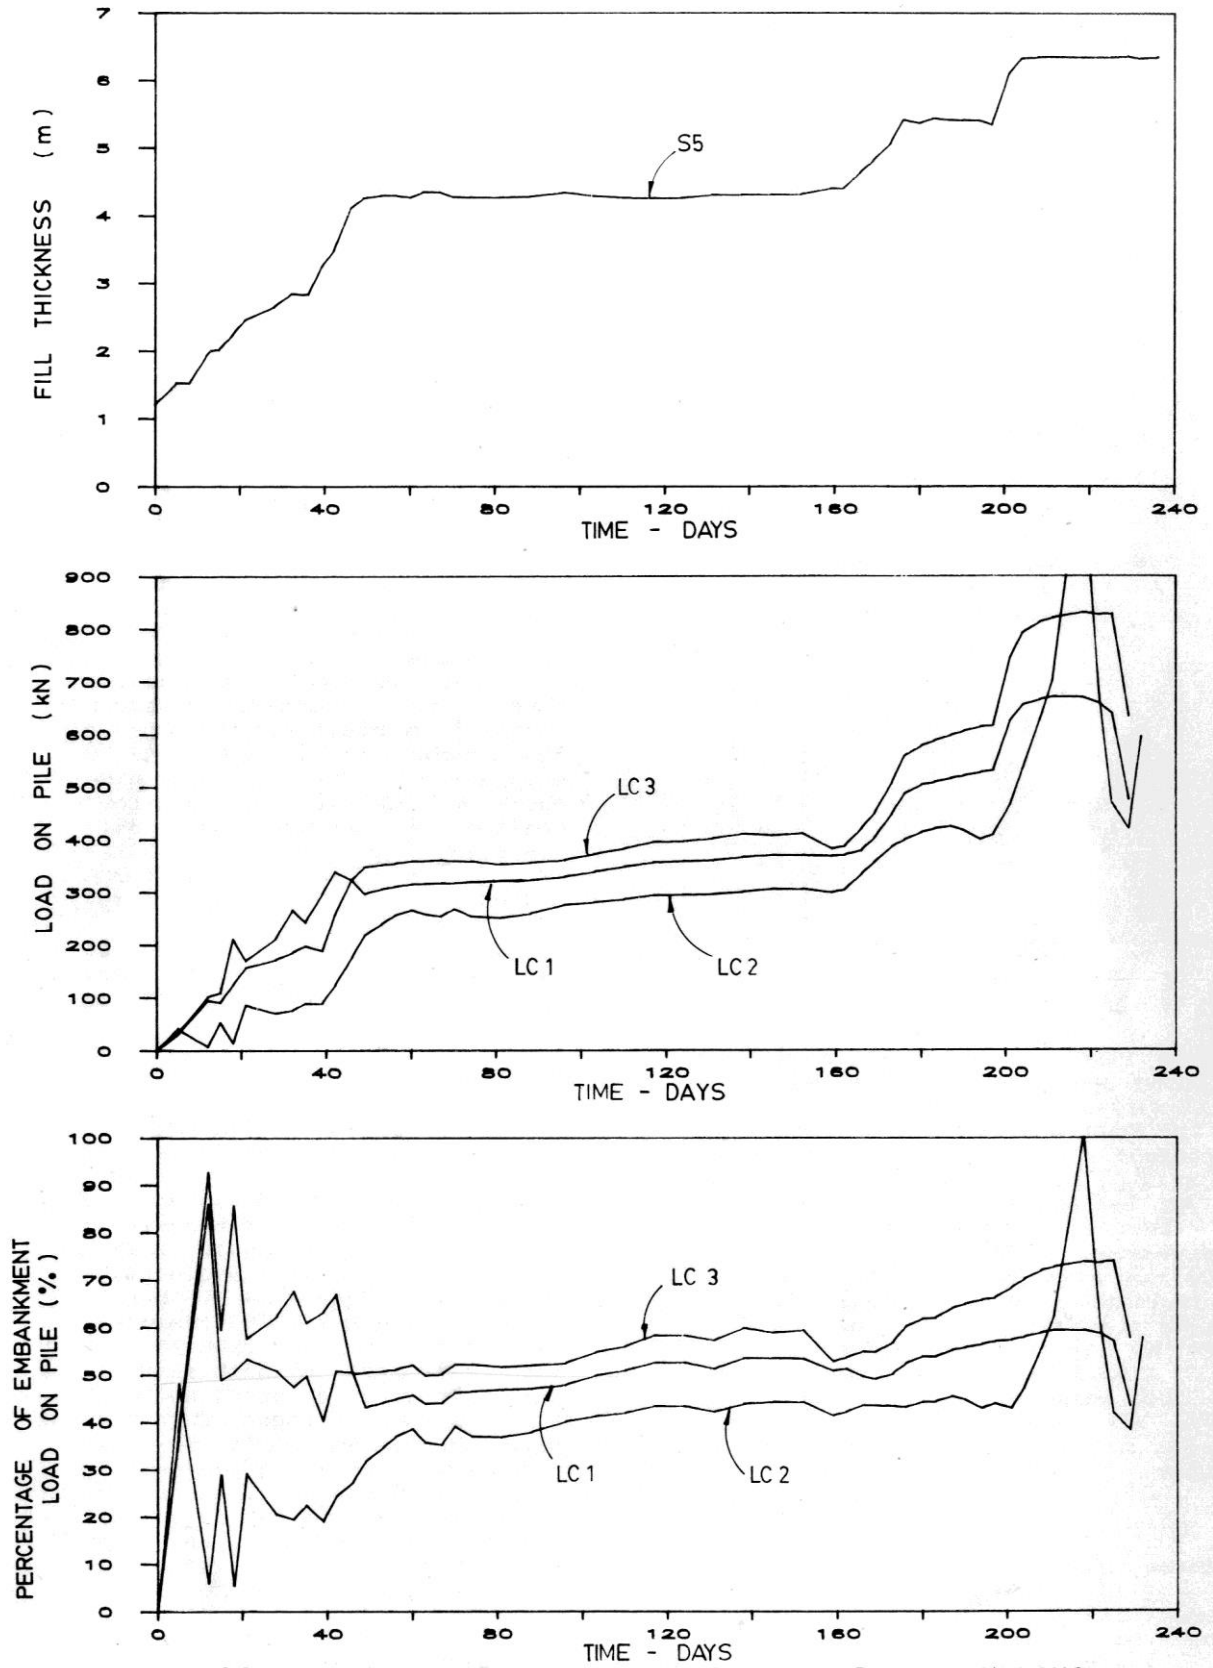 7
6
5
4
3
2
1
0
FILL THICKNESS (m)
S5
0 40 80 120 160 200 240
TIME - DAYS
900
800
700
600
500
400
300
200
100
0
LOAD ON PILE (kN)
LC 3
LC 1
LC 2
0 40 80 120 160 200 240
TIME - DAYS
100
90
80
70
60
50
40
30
20
10
0
PERCENTAGE OF EMBANKMENT
LOAD ON PILE (%)
LC 3
LC 1
LC 2
0 40 80 120 160 200 240
TIME - DAYS